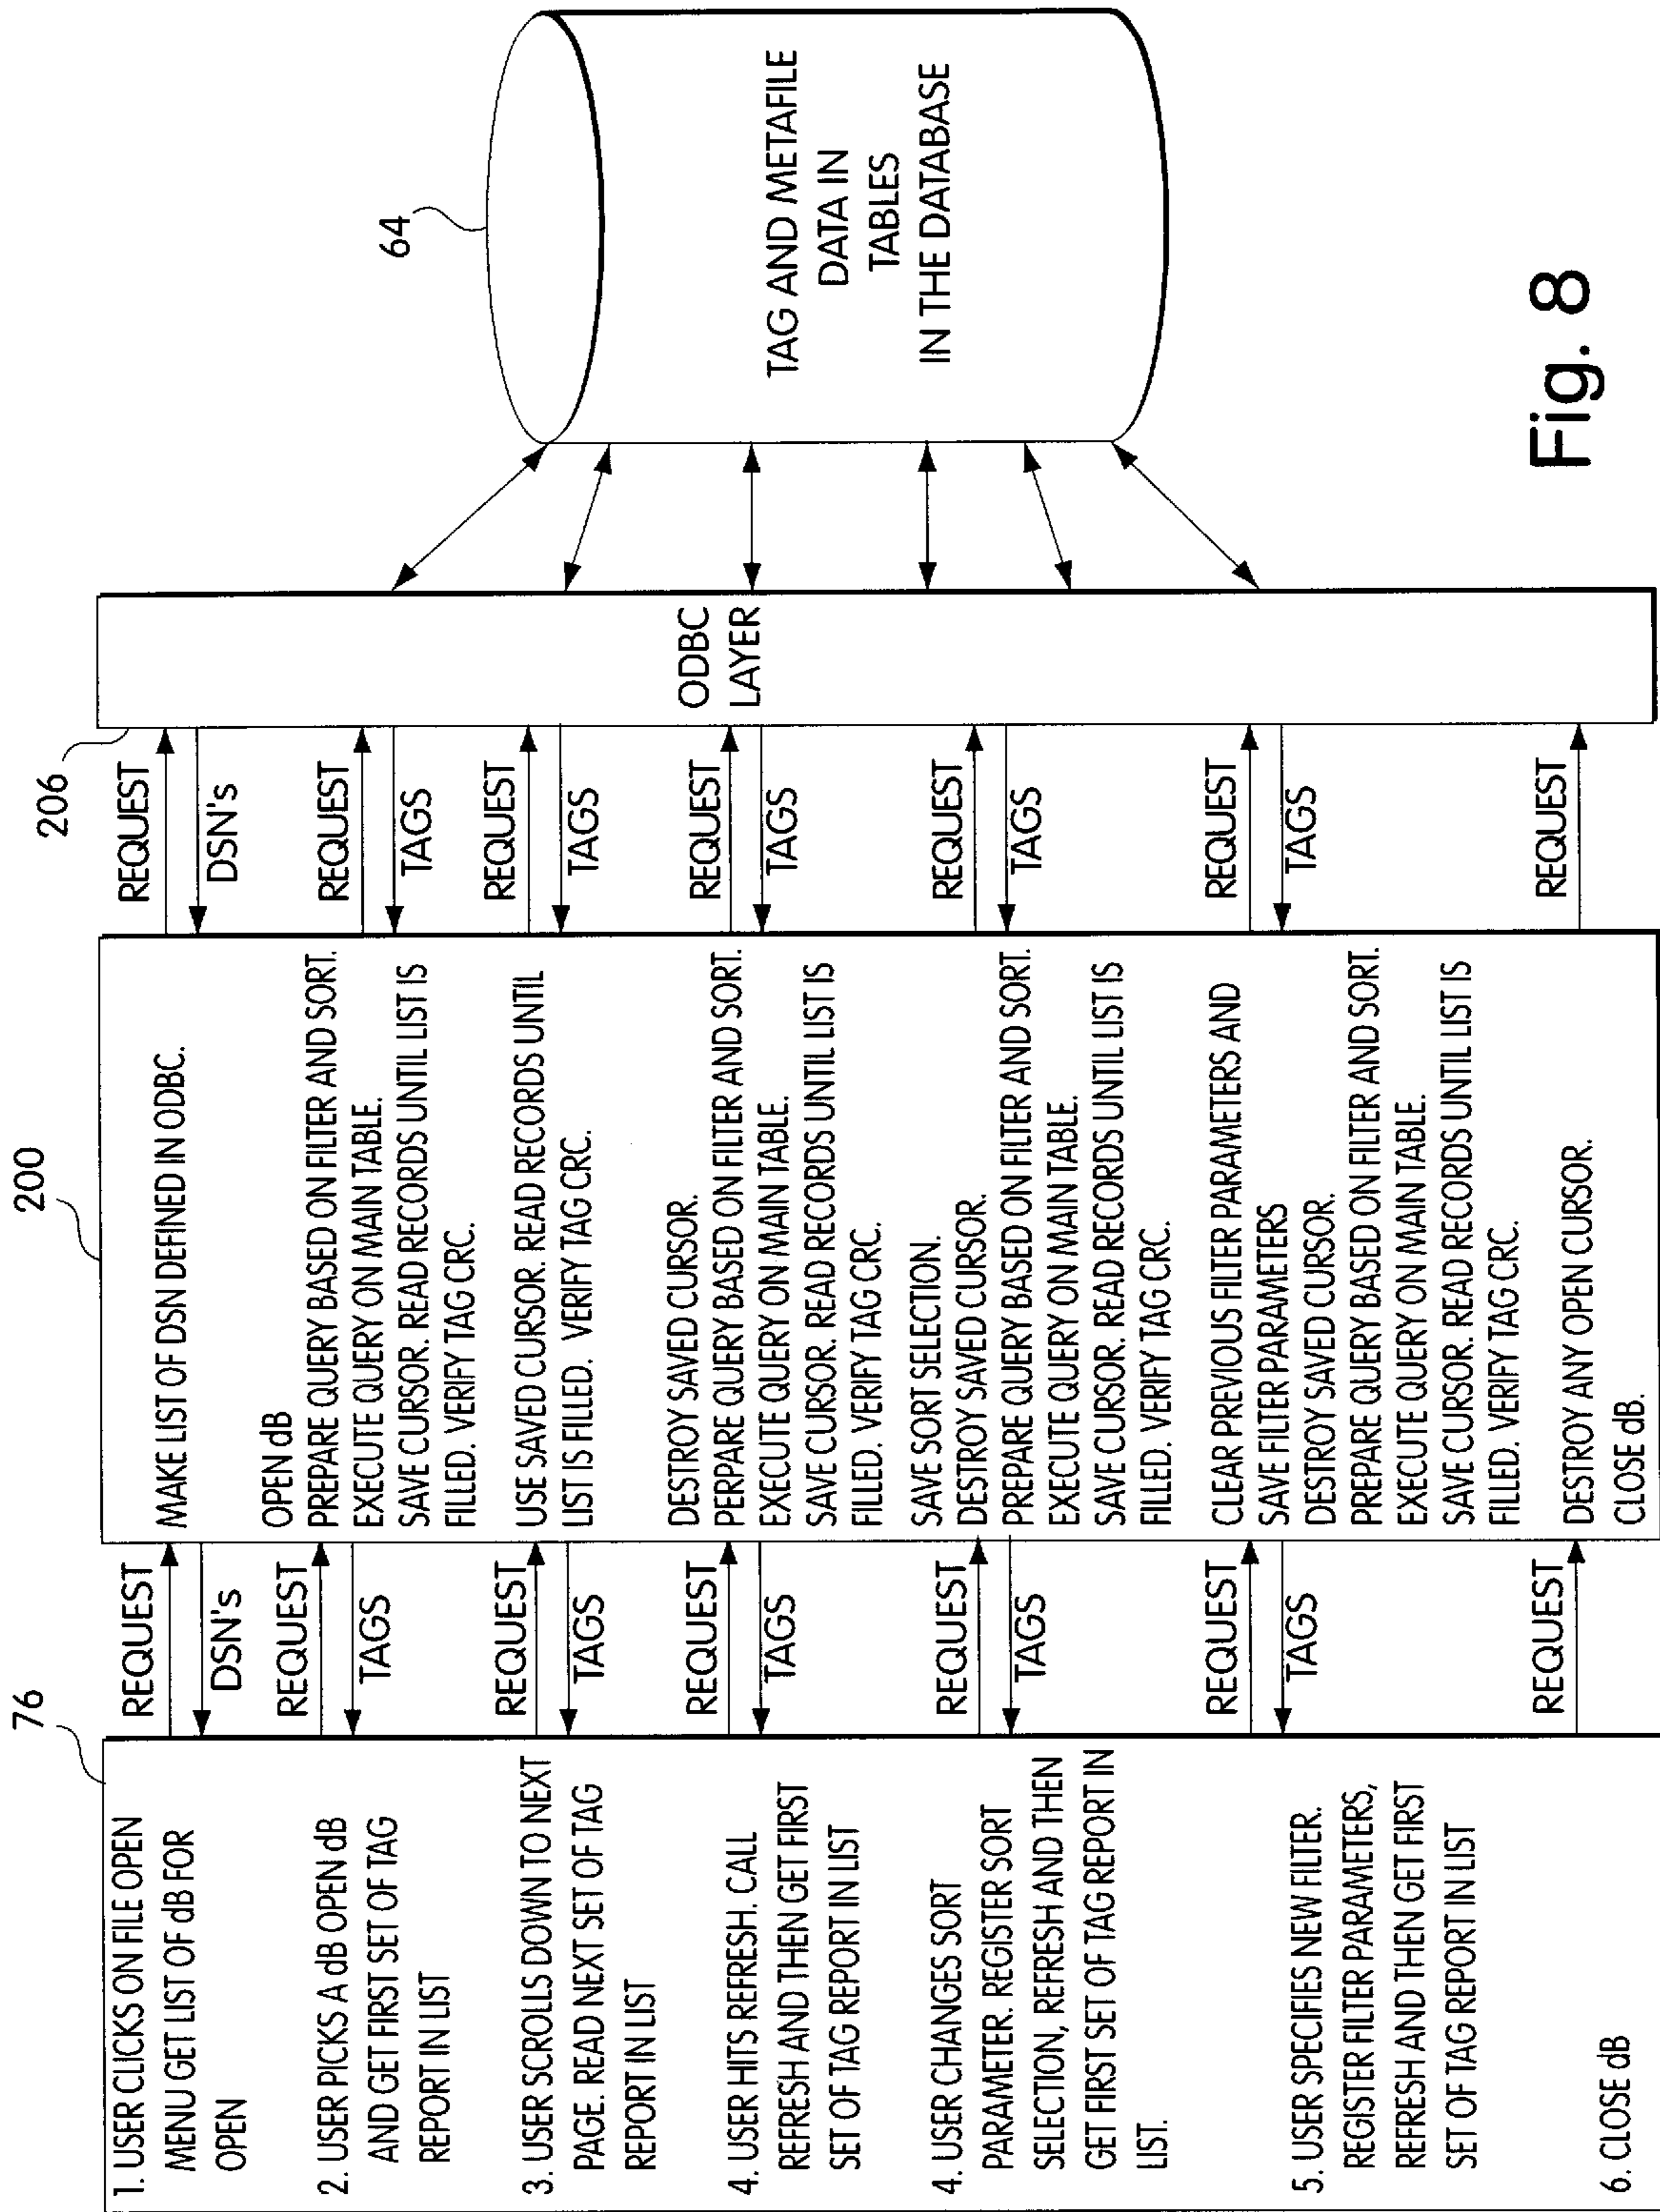 76
1. USER CLICKS ON FILE OPEN
MENU GET LIST OF dB FOR
OPEN
2. USER PICKS A dB OPEN dB
AND GET FIRST SET OF TAG
REPORT IN LIST
3. USER SCROLLS DOWN TO NEXT
PAGE. READ NEXT SET OF TAG
REPORT IN LIST
4. USER HITS REFRESH. CALL
REFRESH AND THEN GET FIRST
SET OF TAG REPORT IN LIST
4. USER CHANGES SORT
PARAMETER. REGISTER SORT
SELECTION, REFRESH AND THEN
GET FIRST SET OF TAG REPORT IN
LIST.
5. USER SPECIFIES NEW FILTER.
REGISTER FILTER PARAMETERS,
REFRESH AND THEN GET FIRST
SET OF TAG REPORT IN LIST
6. CLOSE dB
REQUEST
DSN's
REQUEST
TAGS
REQUEST
TAGS
REQUEST
TAGS
REQUEST
TAGS
REQUEST
TAGS
REQUEST
200
MAKE LIST OF DSN DEFINED IN ODBC.
OPEN dB
PREPARE QUERY BASED ON FILTER AND SORT.
EXECUTE QUERY ON MAIN TABLE.
SAVE CURSOR. READ RECORDS UNTIL LIST IS
FILLED. VERIFY TAG CRC.
USE SAVED CURSOR. READ RECORDS UNTIL
LIST IS FILLED. VERIFY TAG CRC.
DESTROY SAVED CURSOR.
PERPARE QUERY BASED ON FILTER AND SORT.
EXECUTE QUERY ON MAIN TABLE.
SAVE CURSOR. READ RECORDS UNTIL LIST IS
FILLED. VERIFY TAG CRC.
SAVE SORT SELECTION.
DESTROY SAVED CURSOR.
PREPARE QUERY BASED ON FILTER AND SORT.
EXECUTE QUERY ON MAIN TABLE.
SAVE CURSOR. READ RECORDS UNTIL LIST IS
FILLED. VERIFY TAG CRC.
CLEAR PREVIOUS FILTER PARAMETERS AND
SAVE FILTER PARAMETERS
DESTROY SAVED CURSOR.
PREPARE QUERY BASED ON FILTER AND SORT.
EXECUTE QUERY ON MAIN TABLE.
SAVE CURSOR. READ RECORDS UNTIL LIST IS
FILLED. VERIFY TAG CRC.
DESTROY ANY OPEN CURSOR.
CLOSE dB.
REQUEST
DSN's
REQUEST
TAGS
REQUEST
TAGS
REQUEST
TAGS
REQUEST
TAGS
REQUEST
TAGS
REQUEST
206
ODBC
LAYER
64
TAG AND METAFILE
DATA IN
TABLES
IN THE DATABASE
Fig. 8